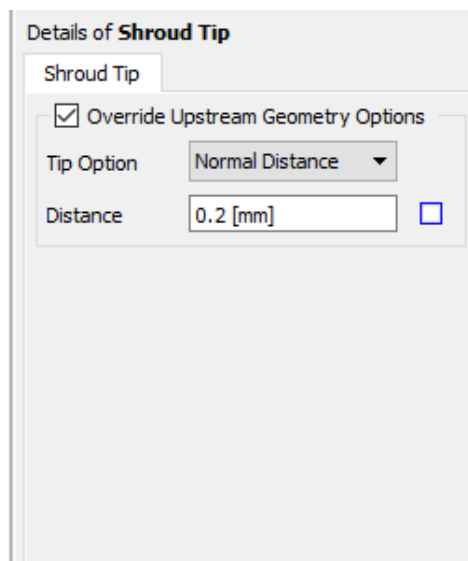 Details of Shroud Tip
Shroud Tip
Override Upstream Geometry Options
Tip Option Normal Distance
Distance 0.2 [mm]